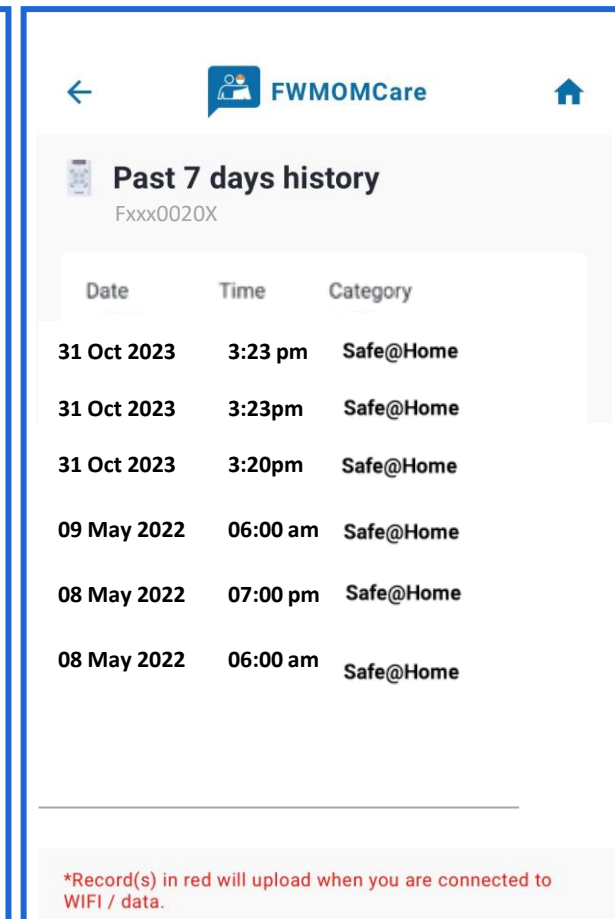 FWMOMCare
Past 7 days history
Fxxx0020X
Date Time Category
31 Oct 2023 3:23 pm Safe@Home
31 Oct 2023 3:23pm Safe@Home
31 Oct 2023 3:20pm Safe@Home
09 May 2022 06:00 am Safe@Home
08 May 2022 07:00 pm Safe@Home
08 May 2022 06:00 am Safe@Home
*Record(s) in red will upload when you are connected to
WIFI / data.